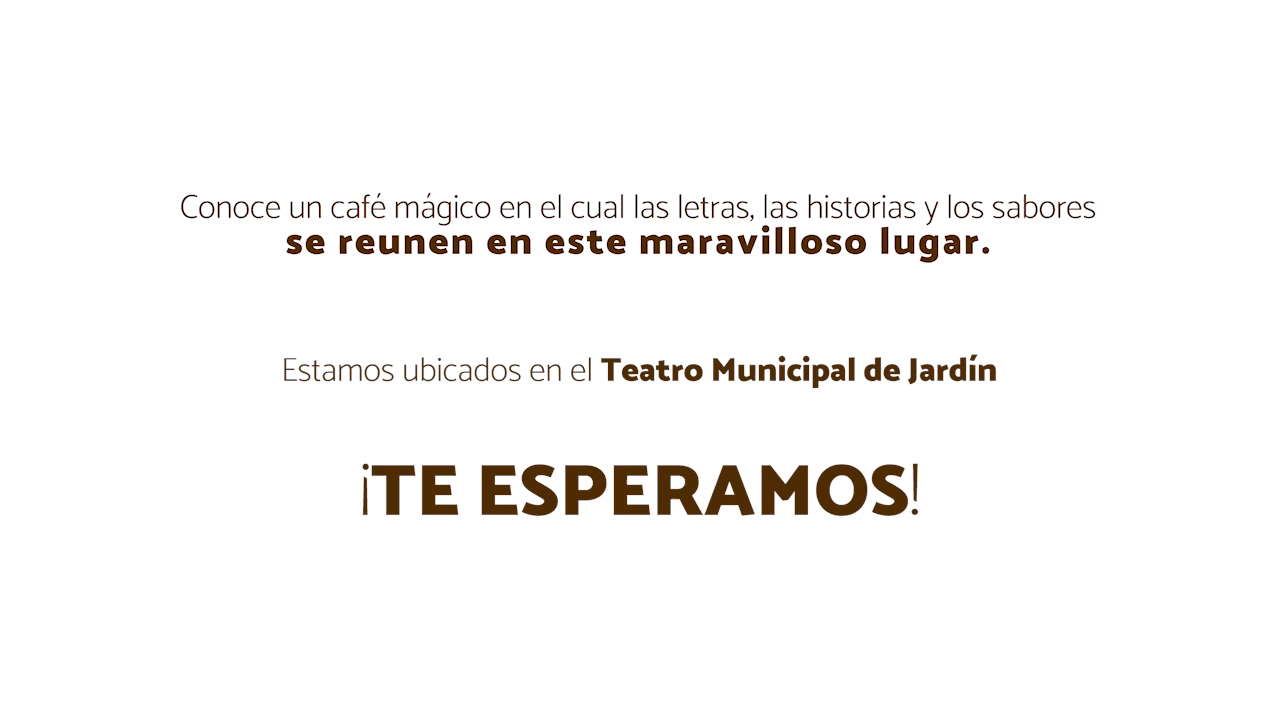 Conoce un café mágico en el cual las letras, las historias y los sabores
se reunen en este maravilloso lugar.
Estamos ubicados en el Teatro Municipal de Jardín
¡TE ESPERAMOS!